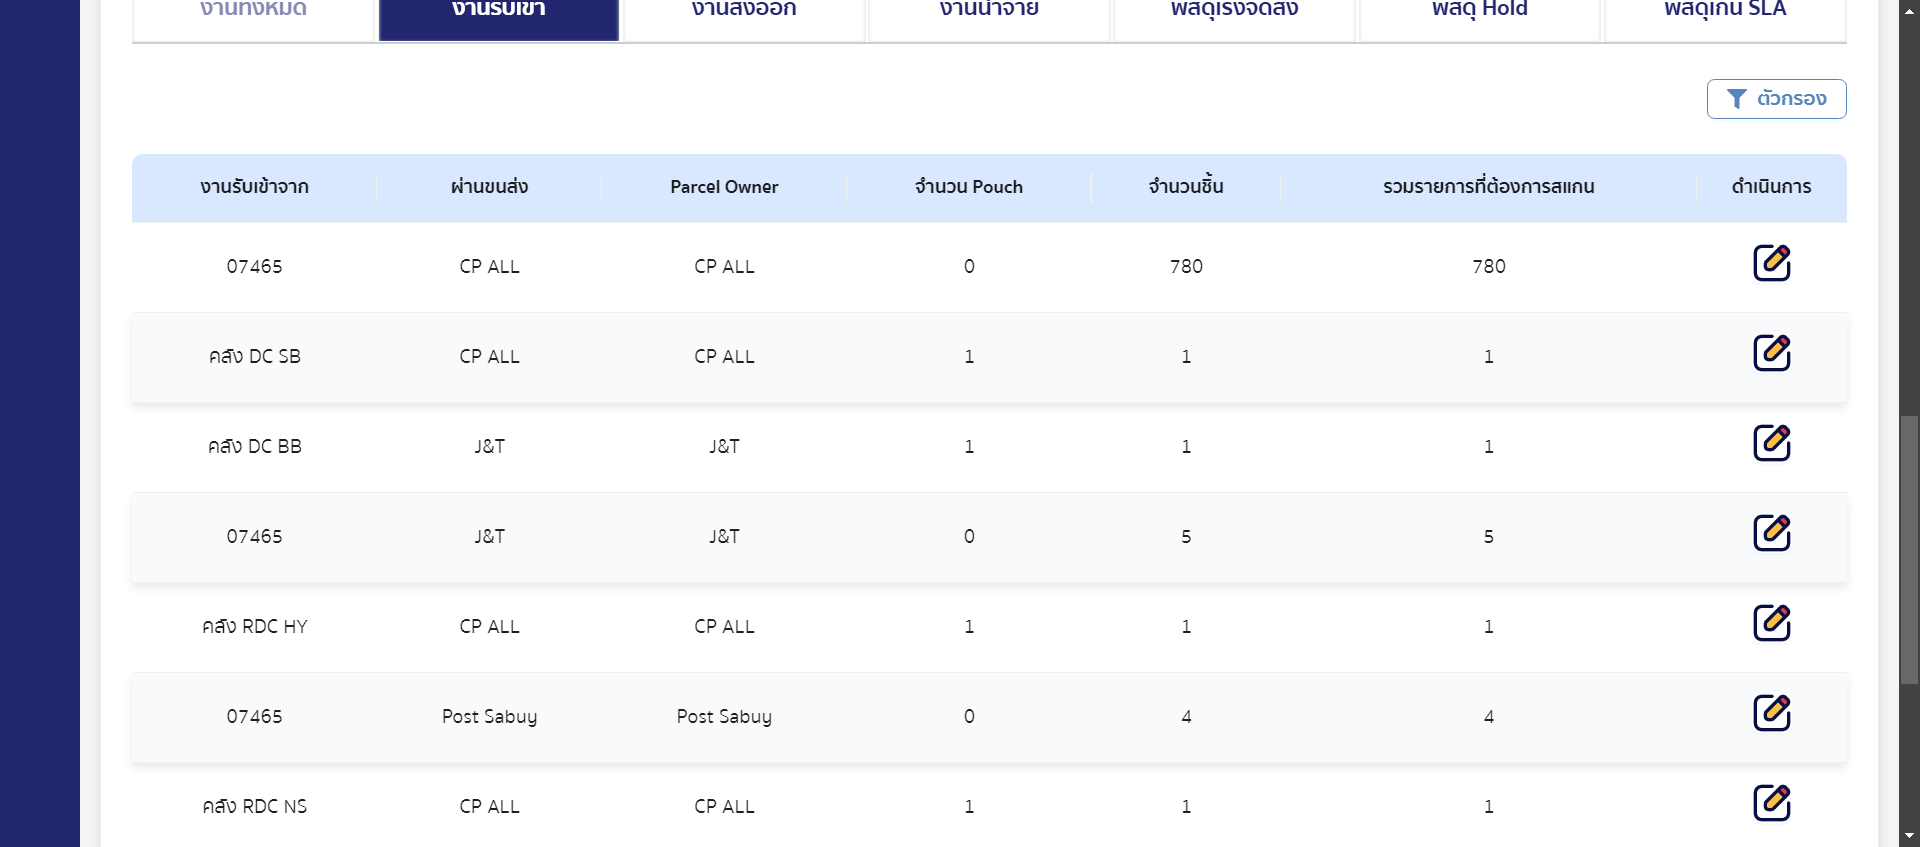 งานทั้งหมด งานรับเข้า งานส่งออก งานนำจ่าย พัสดุเร่งจัดส่ง พัสดุ Hold พัสดุเกิน SLA
ตัวกรอง
งานรับเข้าจาก ผ่านขนส่ง Parcel Owner จำนวน Pouch จำนวนชิ้น รวมรายการที่ต้องการสแกน ดำเนินการ
07465 CP ALL CP ALL 0 780 780
คลัง DC SB CP ALL CP ALL 1 1 1
คลัง DC BB J&T J&T 1 1 1
07465 J&T J&T 0 5 5
คลัง RDC HY CP ALL CP ALL 1 1 1
07465 Post Sabuy Post Sabuy 0 4 4
คลัง RDC NS CP ALL CP ALL 1 1 1